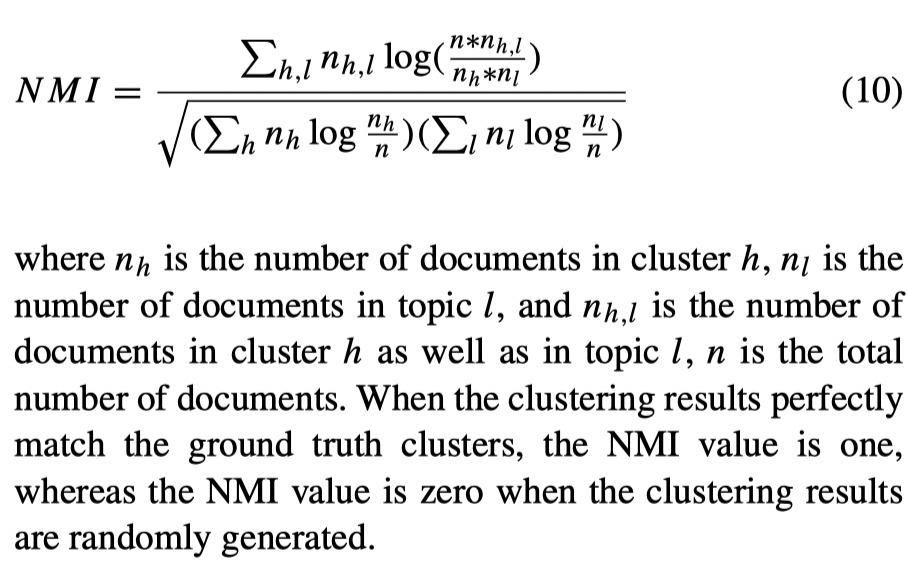 NMI = \frac{\sum_{h,l} n_{h,l} \log(\frac{n*n_{h,l}}{n_h*n_l})}{\sqrt{(\sum_h n_h \log \frac{n_h}{n})(\sum_l n_l \log \frac{n_l}{n})}} (10)
where n_h is the number of documents in cluster h, n_l is the
number of documents in topic l, and n_{h,l} is the number of
documents in cluster h as well as in topic l, n is the total
number of documents. When the clustering results perfectly
match the ground truth clusters, the NMI value is one,
whereas the NMI value is zero when the clustering results
are randomly generated.